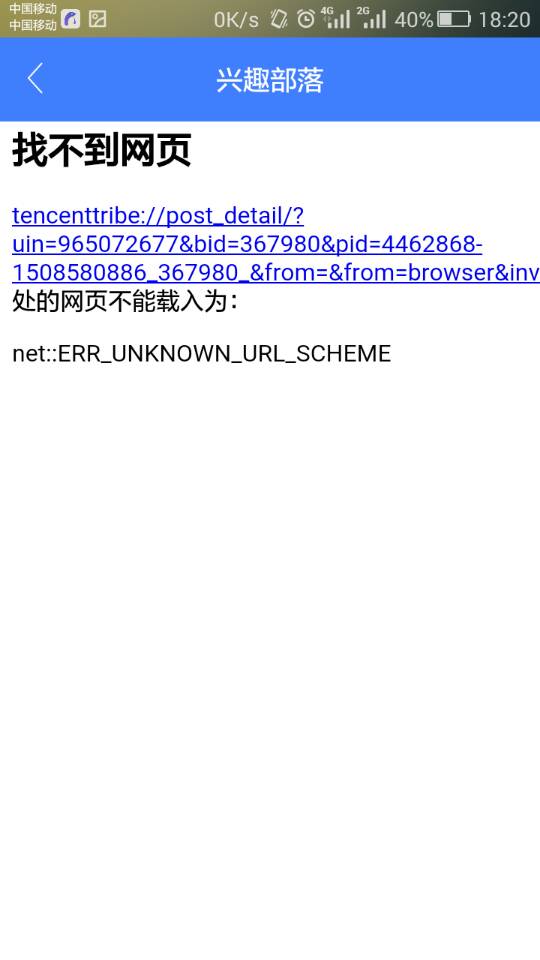 中国移动
中国移动
0K/s 4G 2G 40% 18:20
兴趣部落
找不到网页
tencenttribe://post_detail/?
uin=965072677&bid=367980&pid=4462868-
1508580886_367980_&from=&from=browser&inv
处的网页不能载入为：
net::ERR_UNKNOWN_URL_SCHEME